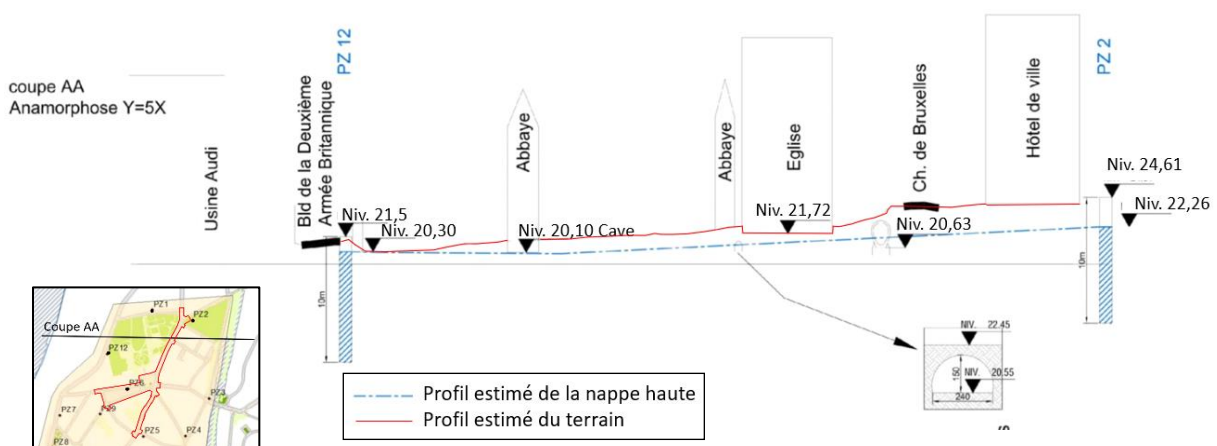 coupe AA
Anamorphose Y=5X
Usine Audi
Bld de la Deuxième
Armée Britannique
PZ 12
Abbaye
Abbaye
Eglise
Ch. de Bruxelles
Hôtel de ville
PZ 2
Niv. 21,5
Niv. 20,30
Niv. 20,10 Cave
Niv. 21,72
Niv. 20,63
Niv. 24,61
Niv. 22,26
10m
10m
Coupe AA
PZ1
PZ2
PZ12
PZ6
PZ3
PZ7
PZ9
PZ8
PZ5
PZ4
Profil estimé de la nappe haute
Profil estimé du terrain
NIV. 22.45
NIV. 20.55
190
240